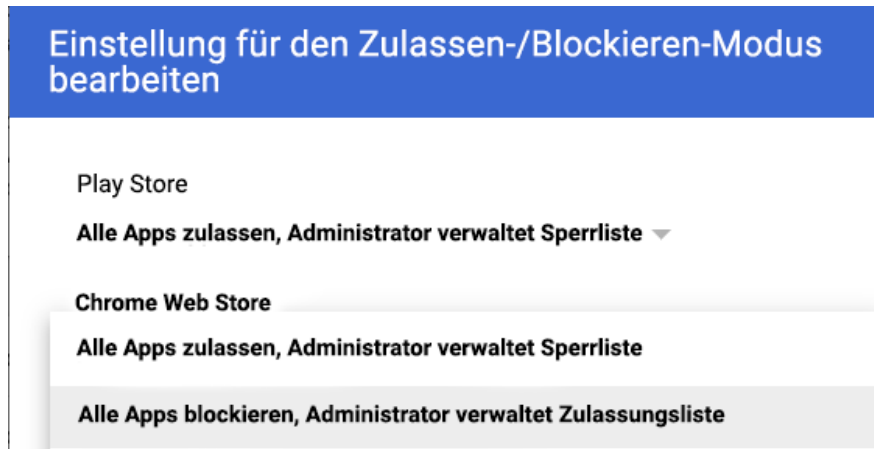 Einstellung für den Zulassen-/Blockieren-Modus
bearbeiten
Play Store
Alle Apps zulassen, Administrator verwaltet Sperrliste
Chrome Web Store
Alle Apps zulassen, Administrator verwaltet Sperrliste
Alle Apps blockieren, Administrator verwaltet Zulassungsliste